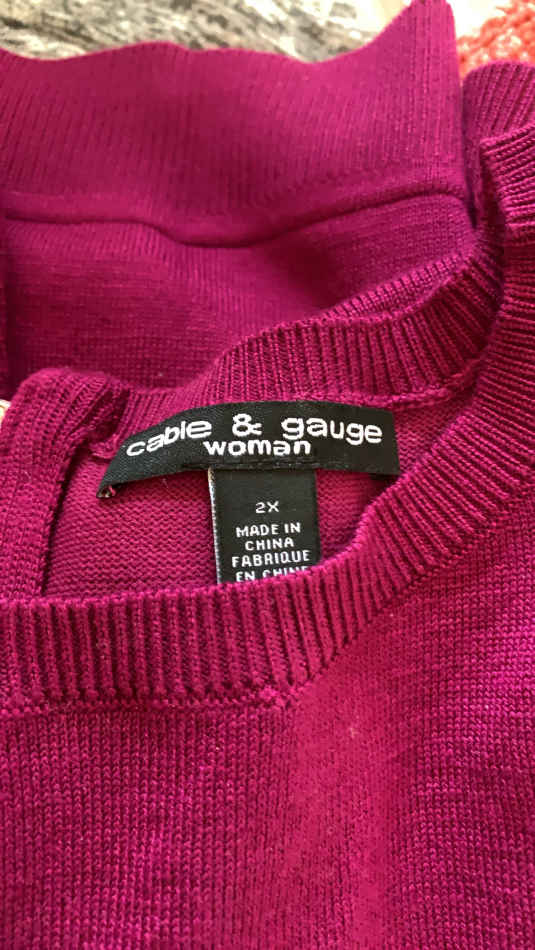 cable & gauge
woman
2X
MADE IN
CHINA
FABRIQUE
EN CHINE